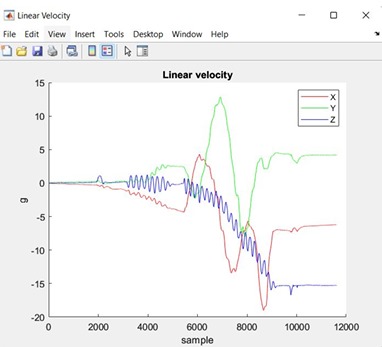 Linear Velocity
File Edit View Insert Tools Desktop Window Help
Linear velocity
15
10
5
0
-5
-10
-15
-20
g
X
Y
Z
0 2000 4000 6000 8000 10000 12000
sample